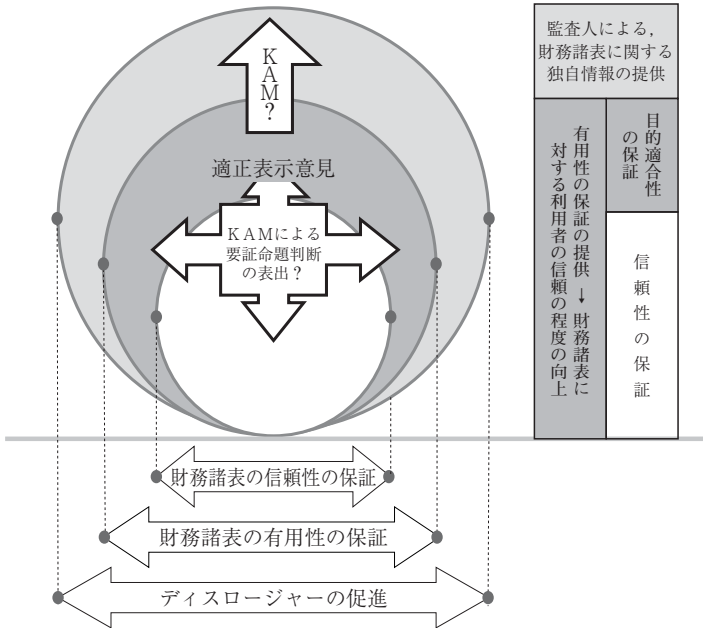 KAM?
適正表示意見
KAMによる
要証命題判断
の表出?
監査人による,
財務諸表に関する
独自情報の提供
有用性の保証の提供→財務諸表に
対する利用者の信頼の程度の向上
目的適合性
の保証
信頼性の保証
財務諸表の信頼性の保証
財務諸表の有用性の保証
ディスロージャーの促進